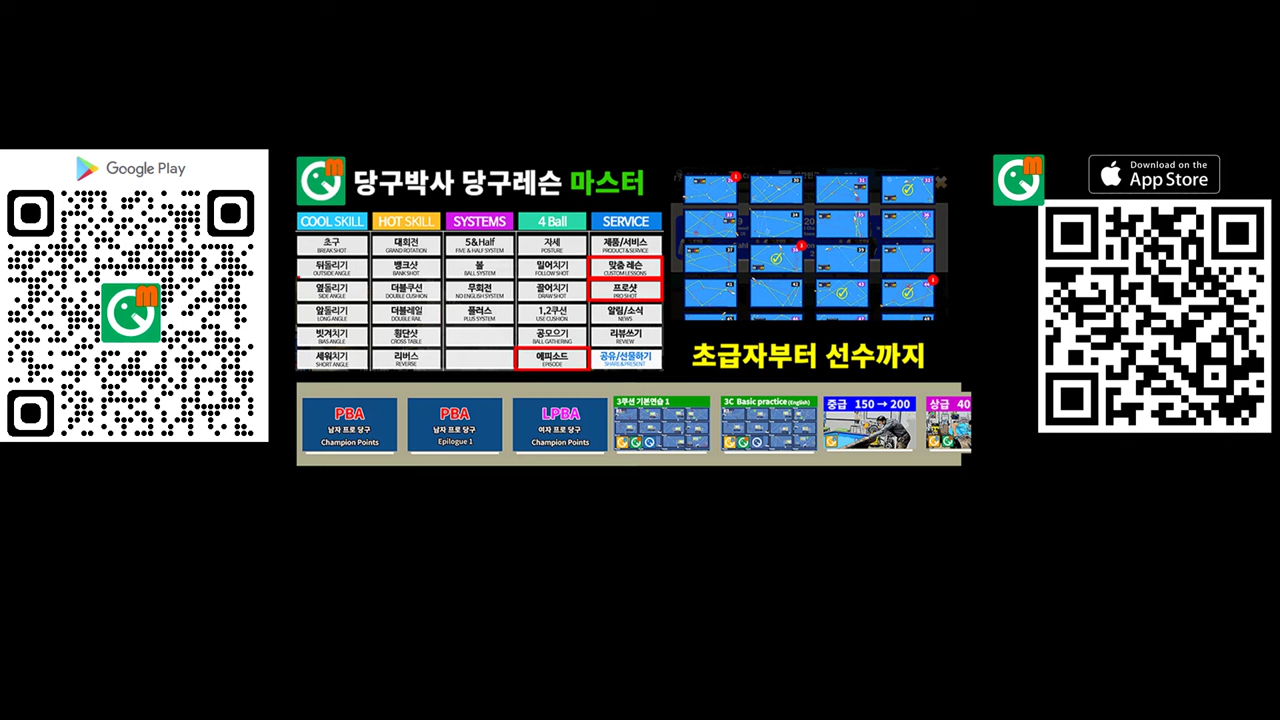 Google Play
당구박사 당구레슨 마스터
COOL SKILL HOT SKILL SYSTEMS 4 Ball SERVICE
초구 대회전 5&Half 자세 제품/서비스
BREAK SHOT GRAND ROTATION FIVE & HALF SYSTEM POSTURE PRODUCT & SERVICE
뒤돌리기 뱅크샷 볼 밀어치기 맞춤 레슨
OUTSIDE ANGLE BANK SHOT BALL SYSTEM FOLLOW SHOT CUSTOM LESSONS
옆돌리기 더블쿠션 무회전 끌어치기 프로샷
SIDE ANGLE DOUBLE CUSHION NO ENGLISH SYSTEM DRAW SHOT PRO SHOT
앞돌리기 더블레일 플러스 1,2쿠션 알림/소식
LONG ANGLE DOUBLE RAIL PLUS SYSTEM USE CUSHION NEWS
빗겨치기 횡단샷 공모으기 리뷰쓰기
BIAS ANGLE CROSS TABLE BALL GATHERING REVIEW
세워치기 리버스 에피소드 공유/선물하기
SHORT ANGLE REVERSE EPISODE SHARE & PRESENT
초급자부터 선수까지
PBA
남자 프로 당구
Champion Points
PBA
남자 프로 당구
Epilogue 1
LPBA
여자 프로 당구
Champion Points
3쿠션 기본연습 1
3C Basic practice (English)
중급 150 → 200
상급 40
Download on the
App Store